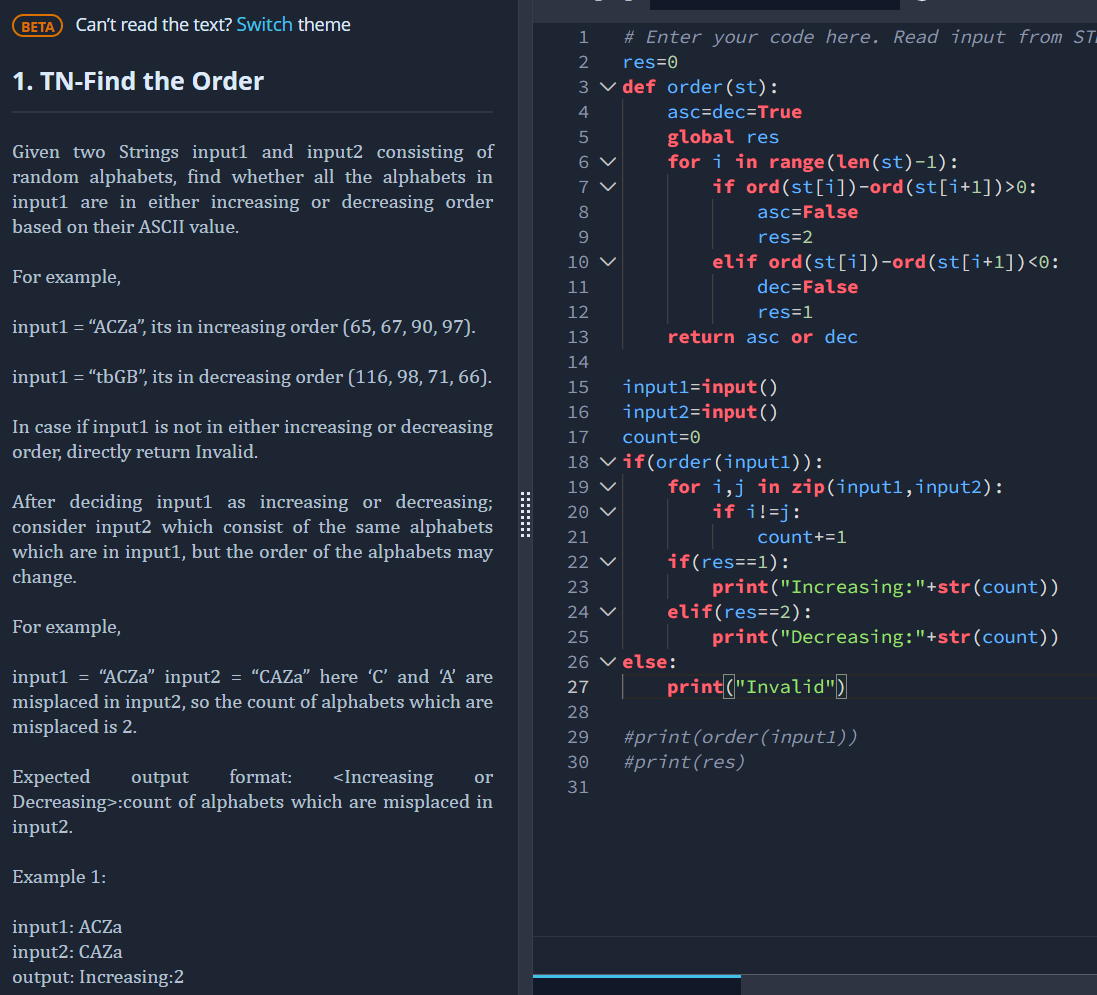 BETA Can't read the text? Switch theme
1. TN-Find the Order
Given two Strings input1 and input2 consisting of
random alphabets, find whether all the alphabets in
input1 are in either increasing or decreasing order
based on their ASCII value.
For example,
input1 = “ACZa”, its in increasing order (65, 67, 90, 97).
input1 = “tbGB”, its in decreasing order (116, 98, 71, 66).
In case if input1 is not in either increasing or decreasing
order, directly return Invalid.
After deciding input1 as increasing or decreasing;
consider input2 which consist of the same alphabets
which are in input1, but the order of the alphabets may
change.
For example,
input1 = “ACZa” input2 = “CAZa” here ‘C’ and ‘A’ are
misplaced in input2, so the count of alphabets which are
misplaced is 2.
Expected output format: <Increasing or
Decreasing>:count of alphabets which are misplaced in
input2.
Example 1:
input1: ACZa
input2: CAZa
output: Increasing:2
1 # Enter your code here. Read input from
2 res=0
3 def order(st):
4 asc=dec=True
5 global res
6 for i in range(len(st)-1):
7 if ord(st[i])-ord(st[i+1])>0:
8 asc=False
9 res=2
10 elif ord(st[i])-ord(st[i+1])<0:
11 dec=False
12 res=1
13 return asc or dec
14
15 input1=input()
16 input2=input()
17 count=0
18 if(order(input1)):
19 for i,j in zip(input1,input2):
20 if i!=j:
21 count+=1
22 if(res==1):
23 print("Increasing:"+str(count))
24 elif(res==2):
25 print("Decreasing:"+str(count))
26 else:
27 print("Invalid")
28
29 #print(order(input1))
30 #print(res)
31